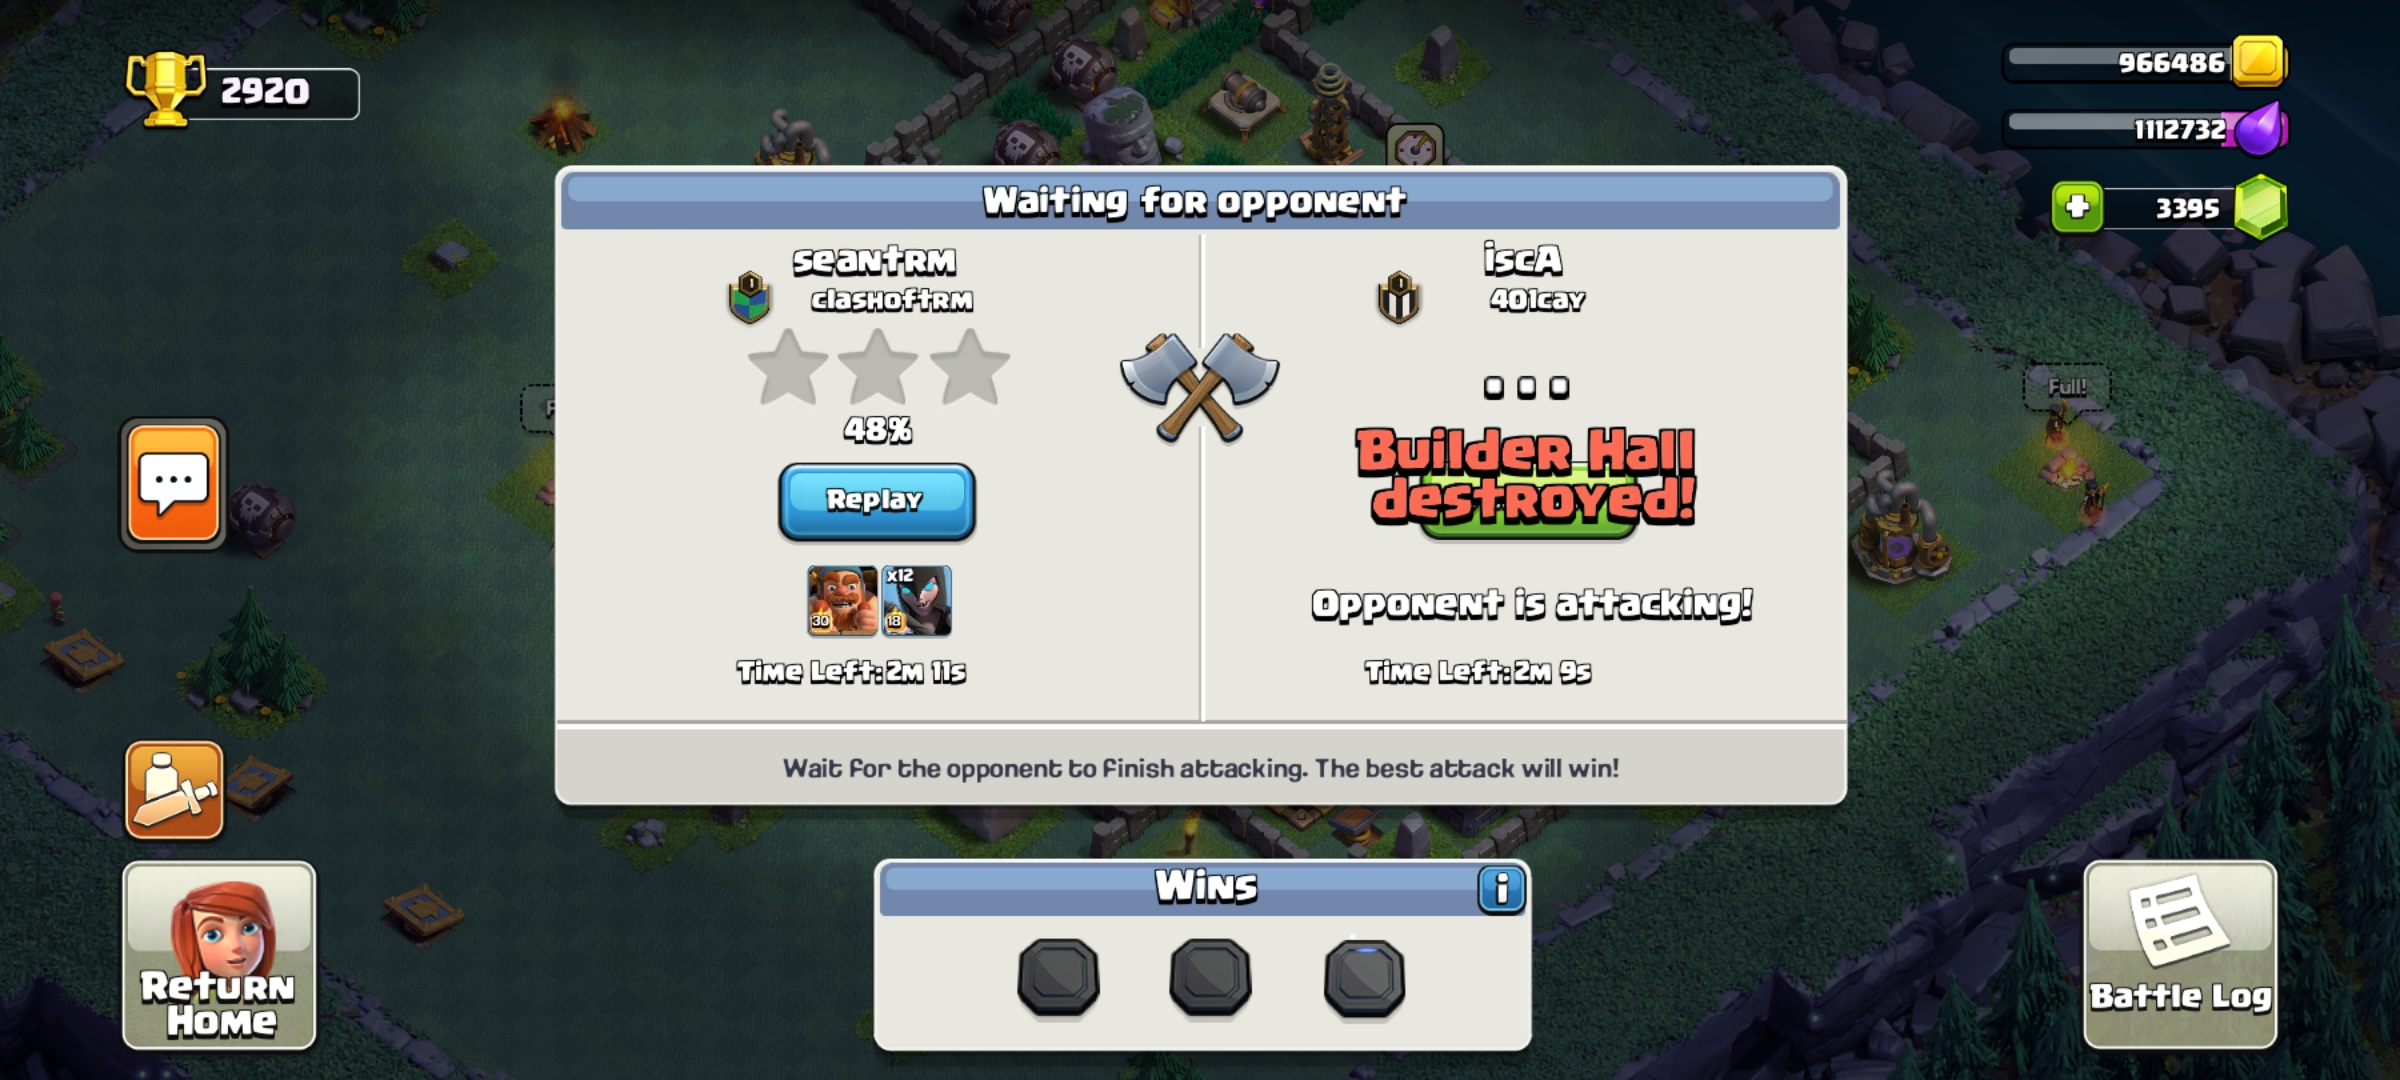 2920
966486
1112732
3395
Waiting for opponent
seantrm
clashoftrm
48%
Replay
30
x12
18
Time Left: 2m 11s
iscA
401cay
Builder Hall
destroyed!
Opponent is attacking!
Time Left: 2m 9s
Wait for the opponent to finish attacking. The best attack will win!
Full!
Wins
i
Return
Home
Battle Log